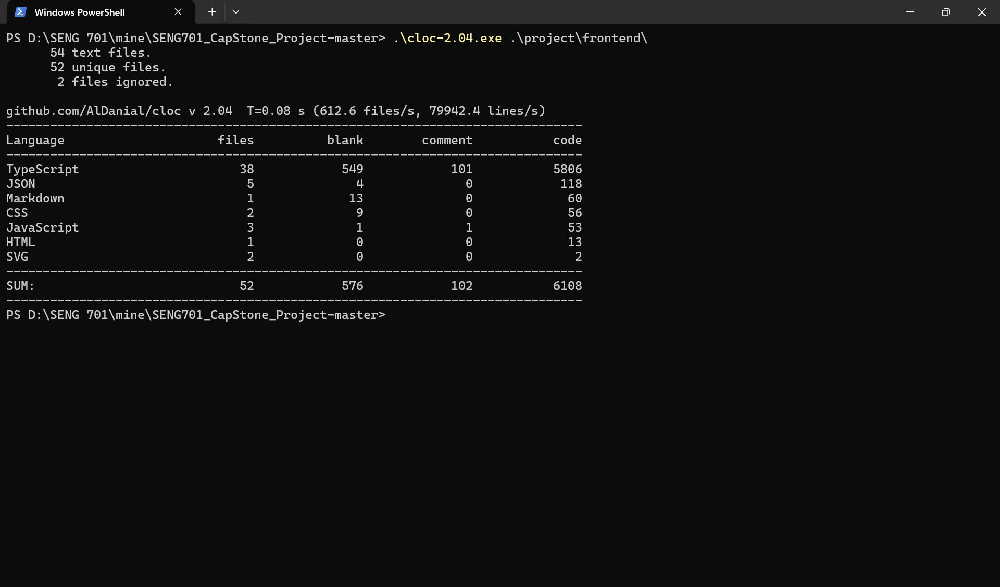 Windows PowerShell
PS D:\SENG 701\mine\SENG701_CapStone_Project-master> .\cloc-2.04.exe .\project\frontend\
      54 text files.
      52 unique files.
       2 files ignored.

github.com/AlDanial/cloc v 2.04  T=0.08 s (612.6 files/s, 79942.4 lines/s)
-------------------------------------------------------------------------------
Language                     files          blank        comment           code
-------------------------------------------------------------------------------
TypeScript                      38            549            101           5806
JSON                             5              4              0            118
Markdown                         1             13              0             60
CSS                              2              9              0             56
JavaScript                       3              1              1             53
HTML                             1              0              0             13
SVG                              2              0              0              2
-------------------------------------------------------------------------------
SUM:                            52            576            102           6108
-------------------------------------------------------------------------------
PS D:\SENG 701\mine\SENG701_CapStone_Project-master>